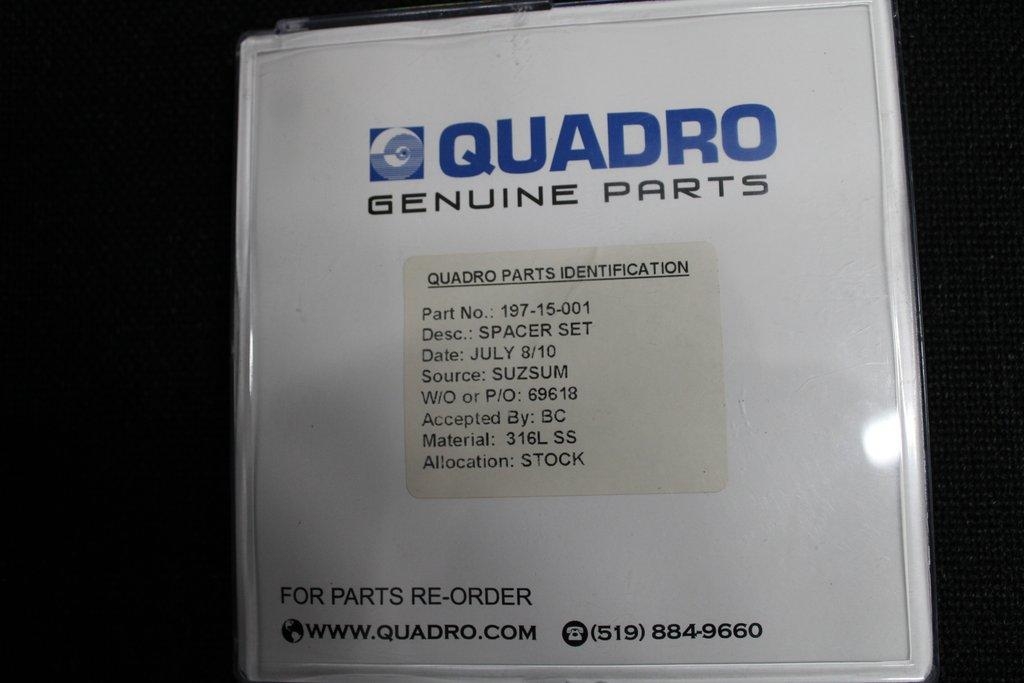 QUADRO
GENUINE PARTS
QUADRO PARTS IDENTIFICATION
Part No.: 197-15-001
Desc.: SPACER SET
Date: JULY 8/10
Source: SUZSUM
W/O or P/O: 69618
Accepted By: BC
Material: 316L SS
Allocation: STOCK
FOR PARTS RE-ORDER
WWW.QUADRO.COM (519) 884-9660